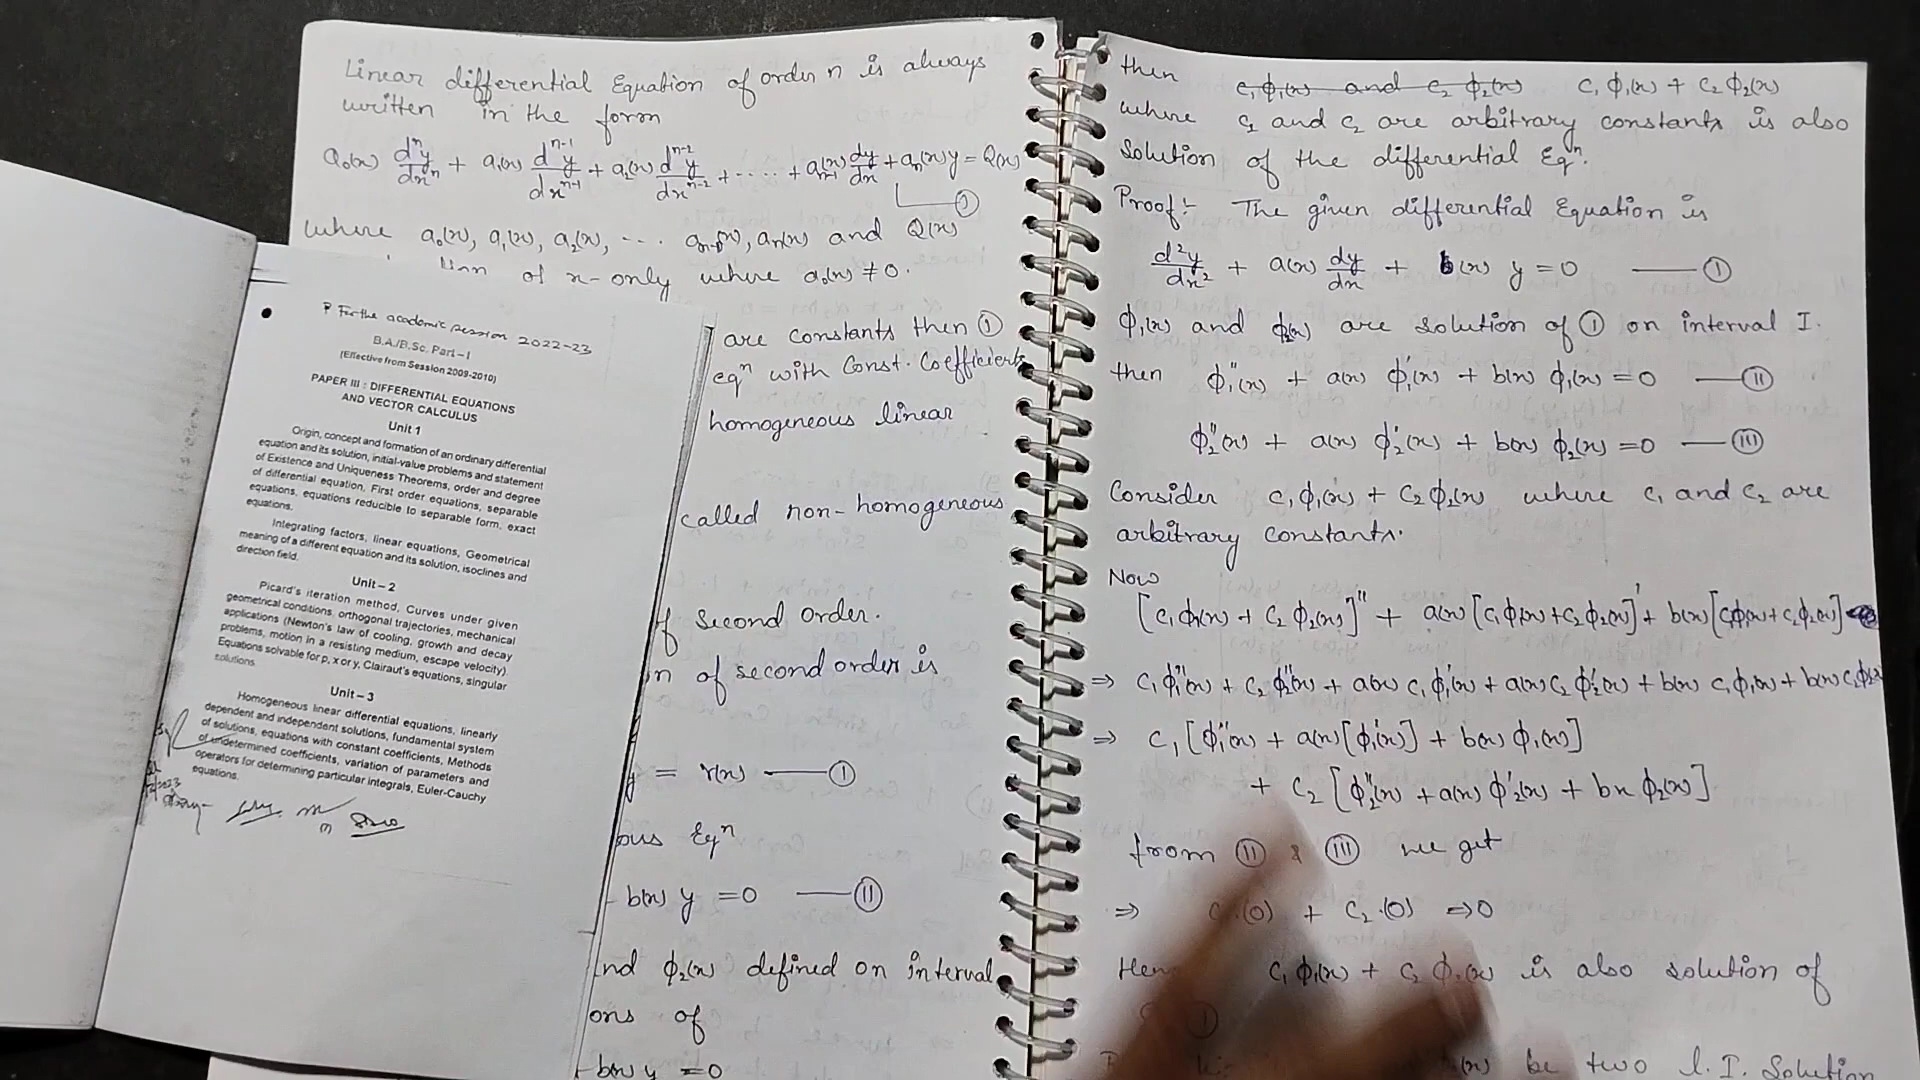 Linear differential Equation of order n is always
written in the form
a₀(x) dⁿy/dxⁿ + a₁(x) dⁿ⁻¹y/dxⁿ⁻¹ + a₂(x) dⁿ⁻²y/dxⁿ⁻² + ..... + aₙ₋₁(x) dy/dx + aₙ(x) y = Q(x)
①
where a₀(x), a₁(x), a₂(x), ... aₙ₋₁(x), aₙ(x) and Q(x)
of x-only where a₀(x) ≠ 0.
are constants then ①
eqⁿ with Const. Coefficients
homogeneous linear
called non-homogeneous
f second order.
n of second order is
y = r(x) — ①
ous Eqⁿ
b(x) y = 0 — ⑪
and φ₂(x) defined on interval
ons of
+ b(x) y = 0
For the academic session 2022-23
B.A./B.Sc. Part-I
(Effective from Session 2009-2010)
PAPER III : DIFFERENTIAL EQUATIONS
AND VECTOR CALCULUS
Unit 1
Origin, concept and formation of an ordinary differential
equation and its solution, initial-value problems and statement
of Existence and Uniqueness Theorems, order and degree
of differential equation, First order equations, separable
equations, equations reducible to separable form, exact
equations.
Integrating factors, linear equations, Geometrical
meaning of a different equation and its solution, isoclines and
direction field.
Unit – 2
Picard's iteration method, Curves under given
geometrical conditions, orthogonal trajectories, mechanical
applications (Newton's law of cooling, growth and decay
problems, motion in a resisting medium, escape velocity)
Equations solvable for p, x or y, Clairaut's equations, singular
solutions.
Unit – 3
Homogeneous linear differential equations, linearly
dependent and independent solutions, fundamental system
of solutions, equations with constant coefficients, Methods
of undetermined coefficients, variation of parameters and
operators for determining particular integrals, Euler-Cauchy
equations.
then c₁φ₁(x) and c₂ φ₂(x) c₁φ₁(x) + c₂φ₂(x)
where c₁ and c₂ are arbitrary constants is also
solution of the differential Eqⁿ.
Proof:- The given differential Equation is
d²y/dx² + a(x) dy/dx + b(x) y = 0 — ①
φ₁(x) and φ₂(x) are solution of ① on interval I.
then φ₁''(x) + a(x) φ₁'(x) + b(x) φ₁(x) = 0 — ⑪
φ₂''(x) + a(x) φ₂'(x) + b(x) φ₂(x) = 0 — Ⓘ⑪
Consider c₁φ₁(x) + c₂φ₂(x) where c₁ and c₂ are
arbitrary constants.
Now
[c₁φ₁(x) + c₂φ₂(x)]'' + a(x)[c₁φ₁(x) + c₂φ₂(x)]' + b(x)[c₁φ₁(x) + c₂φ₂(x)]
⇒ c₁φ₁''(x) + c₂φ₂''(x) + a(x) c₁φ₁'(x) + a(x) c₂ φ₂'(x) + b(x) c₁φ₁(x) + b(x) c₂φ₂(x)
⇒ c₁[φ₁''(x) + a(x)[φ₁'(x)] + b(x) φ₁(x)]
+ c₂[φ₂''(x) + a(x) φ₂'(x) + bx φ₂(x)]
from ⑪ & Ⓘ⑪ we get
⇒ c₁(0) + c₂.(0) ⇒ 0
c₁φ₁(x) + c₂φ₂(x) is also solution of
①
(x) be two l.I. Solution